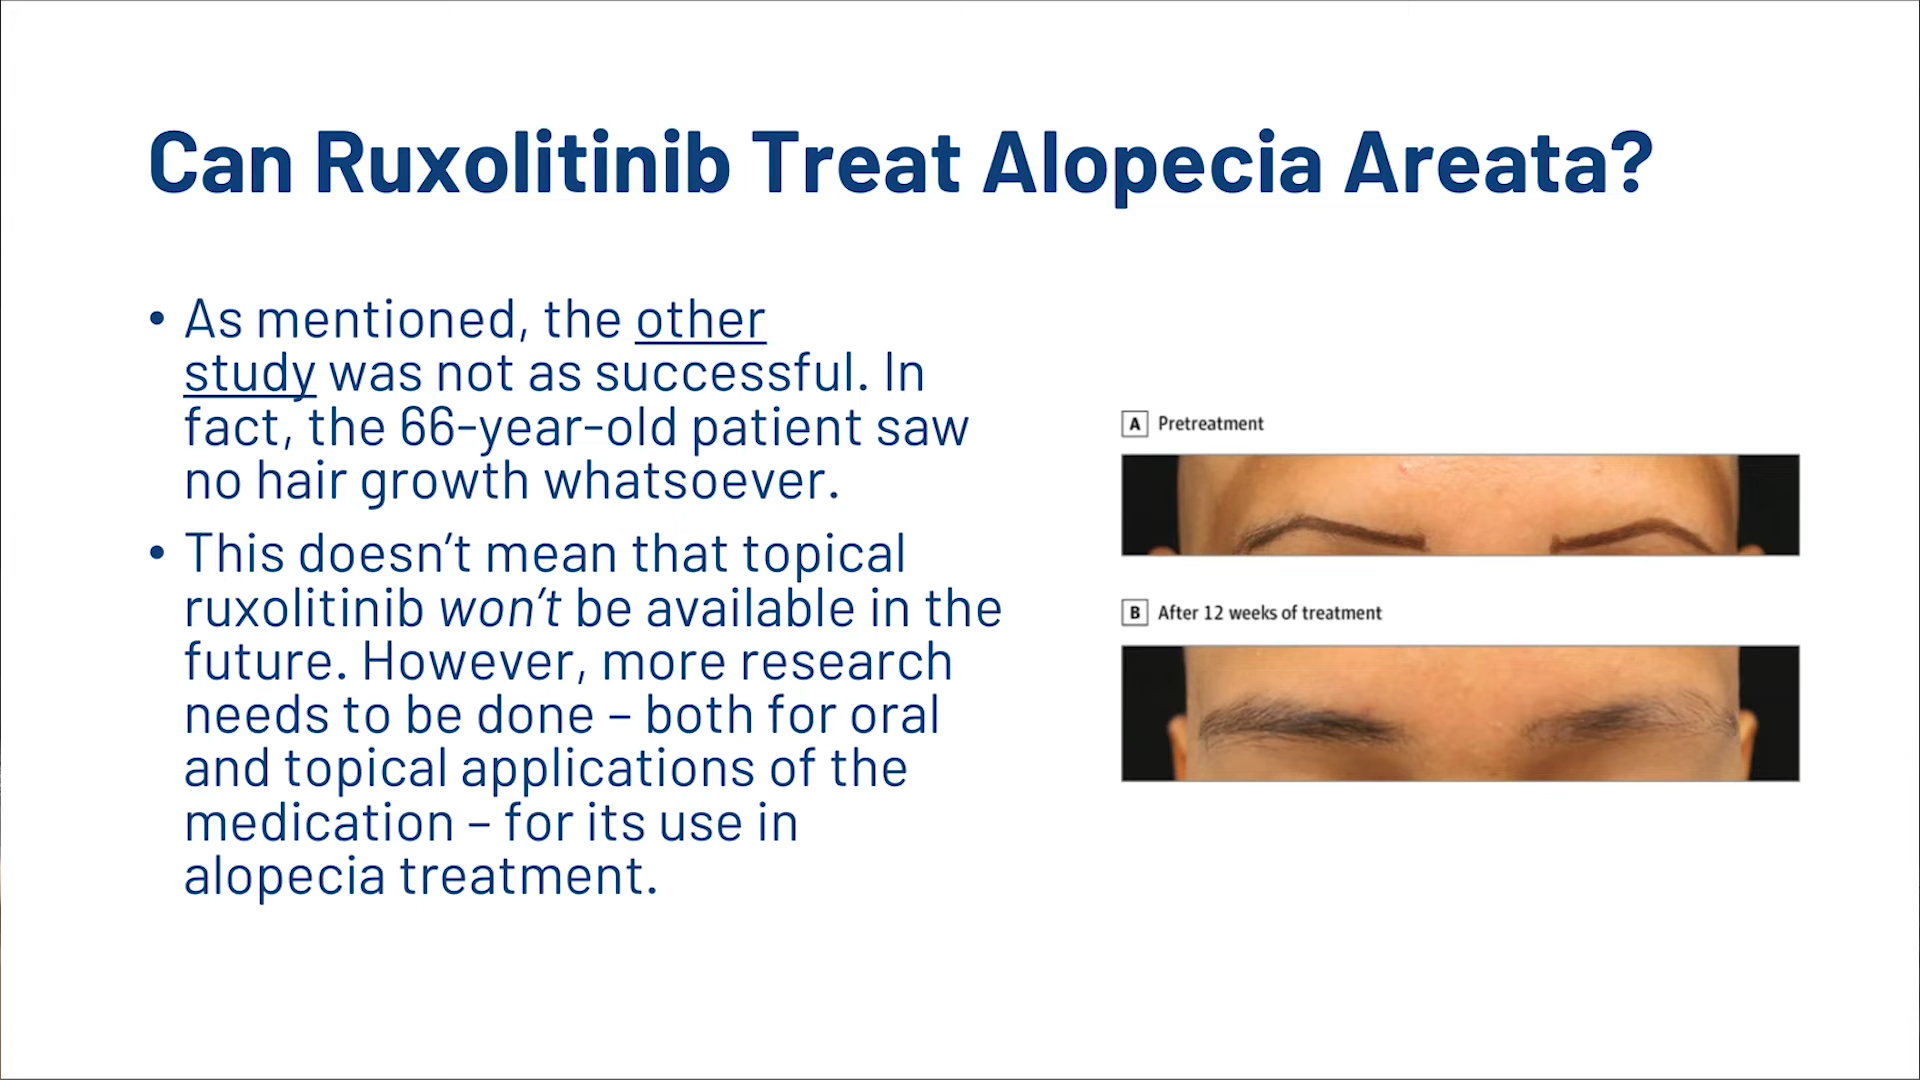 Can Ruxolitinib Treat Alopecia Areata?
• As mentioned, the other
study was not as successful. In
fact, the 66-year-old patient saw
no hair growth whatsoever.
• This doesn’t mean that topical
ruxolitinib won’t be available in the
future. However, more research
needs to be done – both for oral
and topical applications of the
medication – for its use in
alopecia treatment.
A Pretreatment
B After 12 weeks of treatment